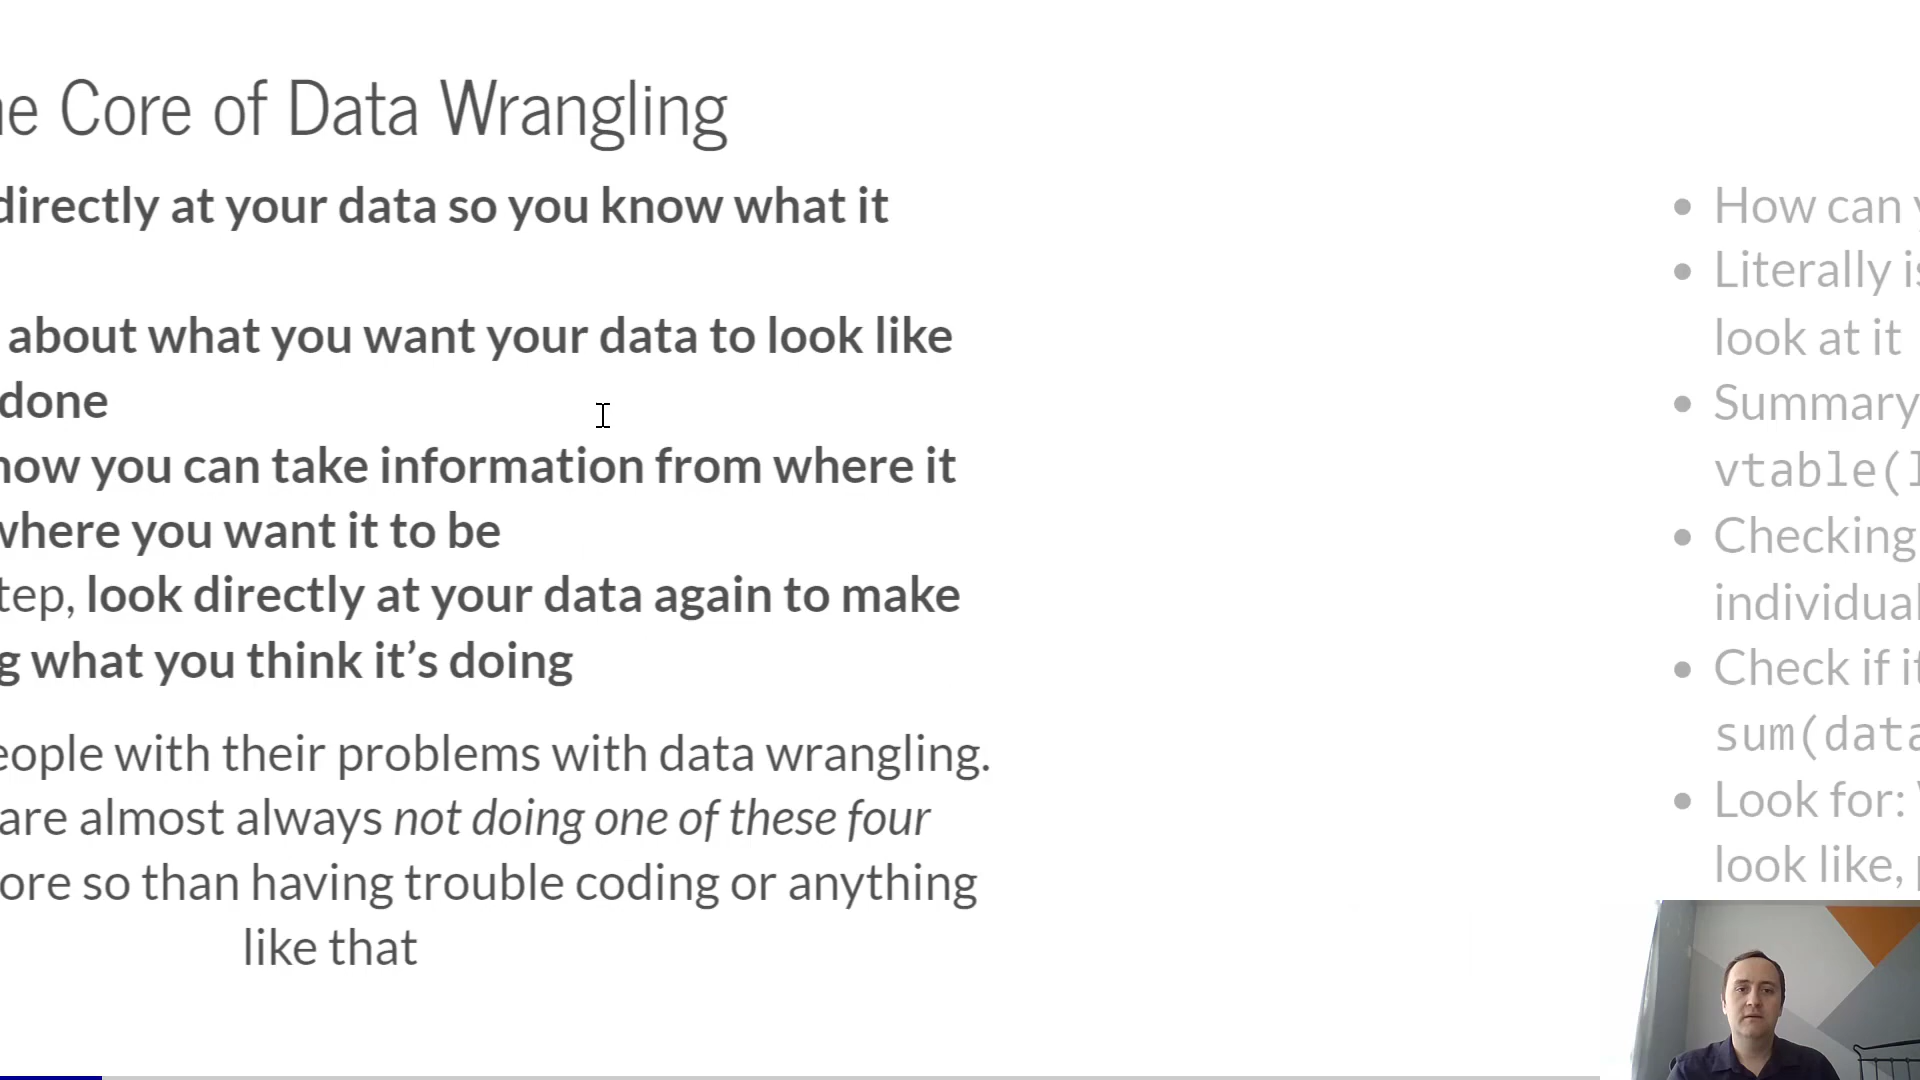 Core of Data Wrangling
directly at your data so you know what it
about what you want your data to look like
done
how you can take information from where it
where you want it to be
look directly at your data again to make
what you think it’s doing
with their problems with data wrangling.
are almost always not doing one of these four
so than having trouble coding or anything
like that
• How can
• Literally
look at it
• Summary
vtable(
• Checking
individual
• Check if
sum(data
• Look for:
look like,